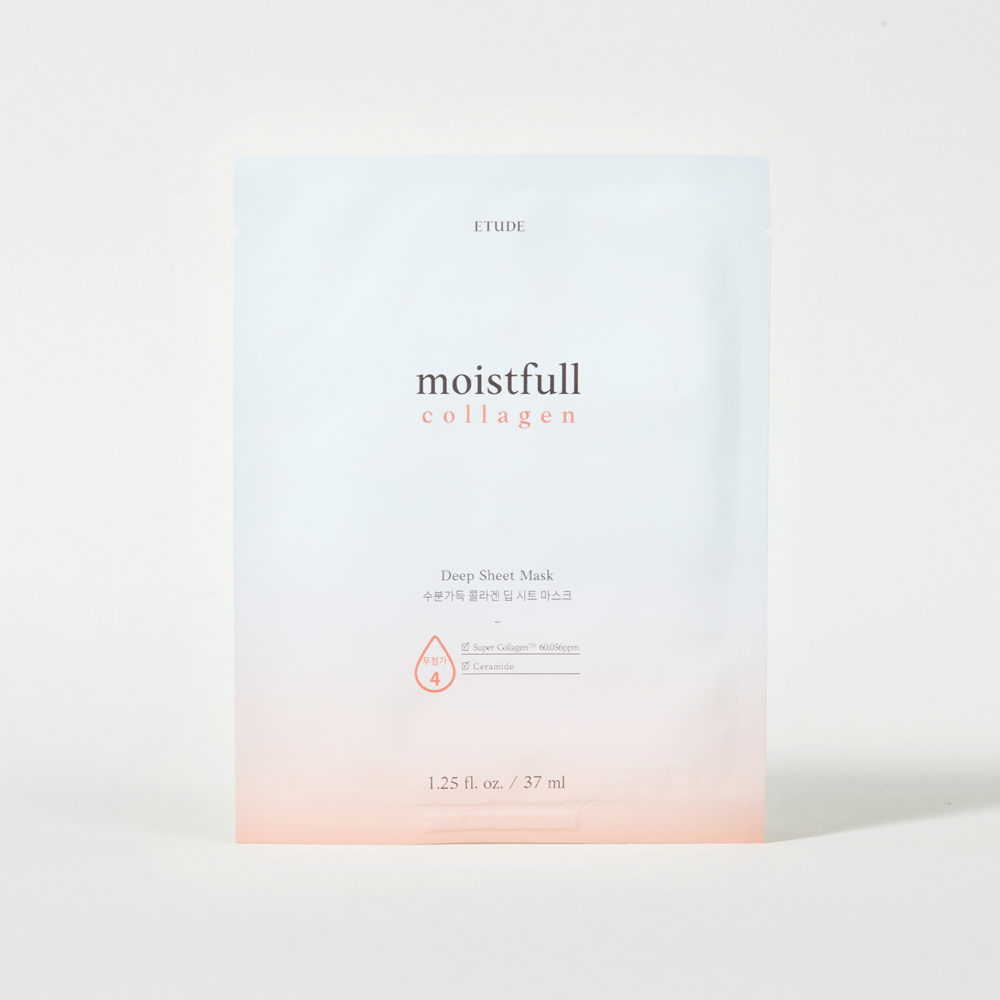 ETUDE
moistfull
collagen
Deep Sheet Mask
수분가득 콜라겐 딥 시트 마스크
무첨가
4
☑ Super Collagen™ 60,056ppm
☑ Ceramide
1.25 fl. oz. / 37 ml